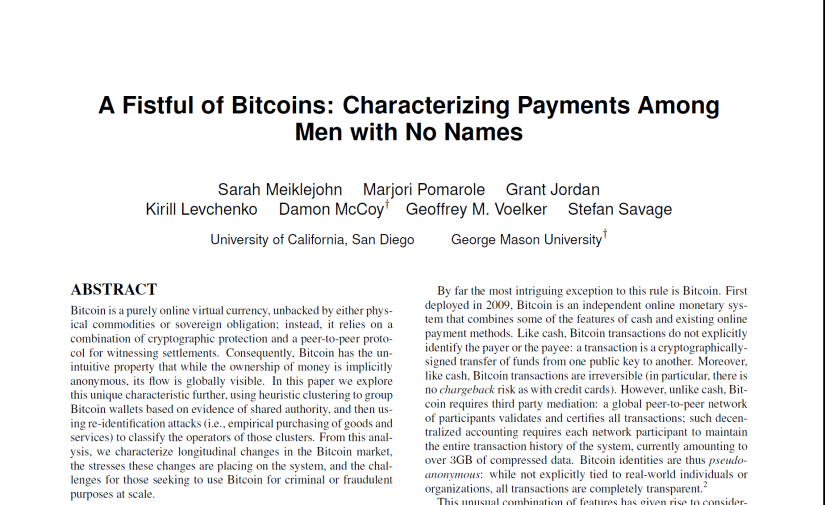 A Fistful of Bitcoins: Characterizing Payments Among
Men with No Names
Sarah Meiklejohn Marjori Pomarole Grant Jordan
Kirill Levchenko Damon McCoy† Geoffrey M. Voelker Stefan Savage
University of California, San Diego George Mason University†
ABSTRACT
Bitcoin is a purely online virtual currency, unbacked by either phys-
ical commodities or sovereign obligation; instead, it relies on a
combination of cryptographic protection and a peer-to-peer proto-
col for witnessing settlements. Consequently, Bitcoin has the un-
intuitive property that while the ownership of money is implicitly
anonymous, its flow is globally visible. In this paper we explore
this unique characteristic further, using heuristic clustering to group
Bitcoin wallets based on evidence of shared authority, and then us-
ing re-identification attacks (i.e., empirical purchasing of goods and
services) to classify the operators of those clusters. From this anal-
ysis, we characterize longitudinal changes in the Bitcoin market,
the stresses these changes are placing on the system, and the chal-
lenges for those seeking to use Bitcoin for criminal or fraudulent
purposes at scale.
By far the most intriguing exception to this rule is Bitcoin. First
deployed in 2009, Bitcoin is an independent online monetary sys-
tem that combines some of the features of cash and existing online
payment methods. Like cash, Bitcoin transactions do not explicitly
identify the payer or the payee: a transaction is a cryptographically-
signed transfer of funds from one public key to another. Moreover,
like cash, Bitcoin transactions are irreversible (in particular, there is
no chargeback risk as with credit cards). However, unlike cash, Bit-
coin requires third party mediation: a global peer-to-peer network
of participants validates and certifies all transactions; such decen-
tralized accounting requires each network participant to maintain
the entire transaction history of the system, currently amounting to
over 3GB of compressed data. Bitcoin identities are thus pseudo-
anonymous: while not explicitly tied to real-world individuals or
organizations, all transactions are completely transparent.2
This unusual combination of features has given rise to consider-